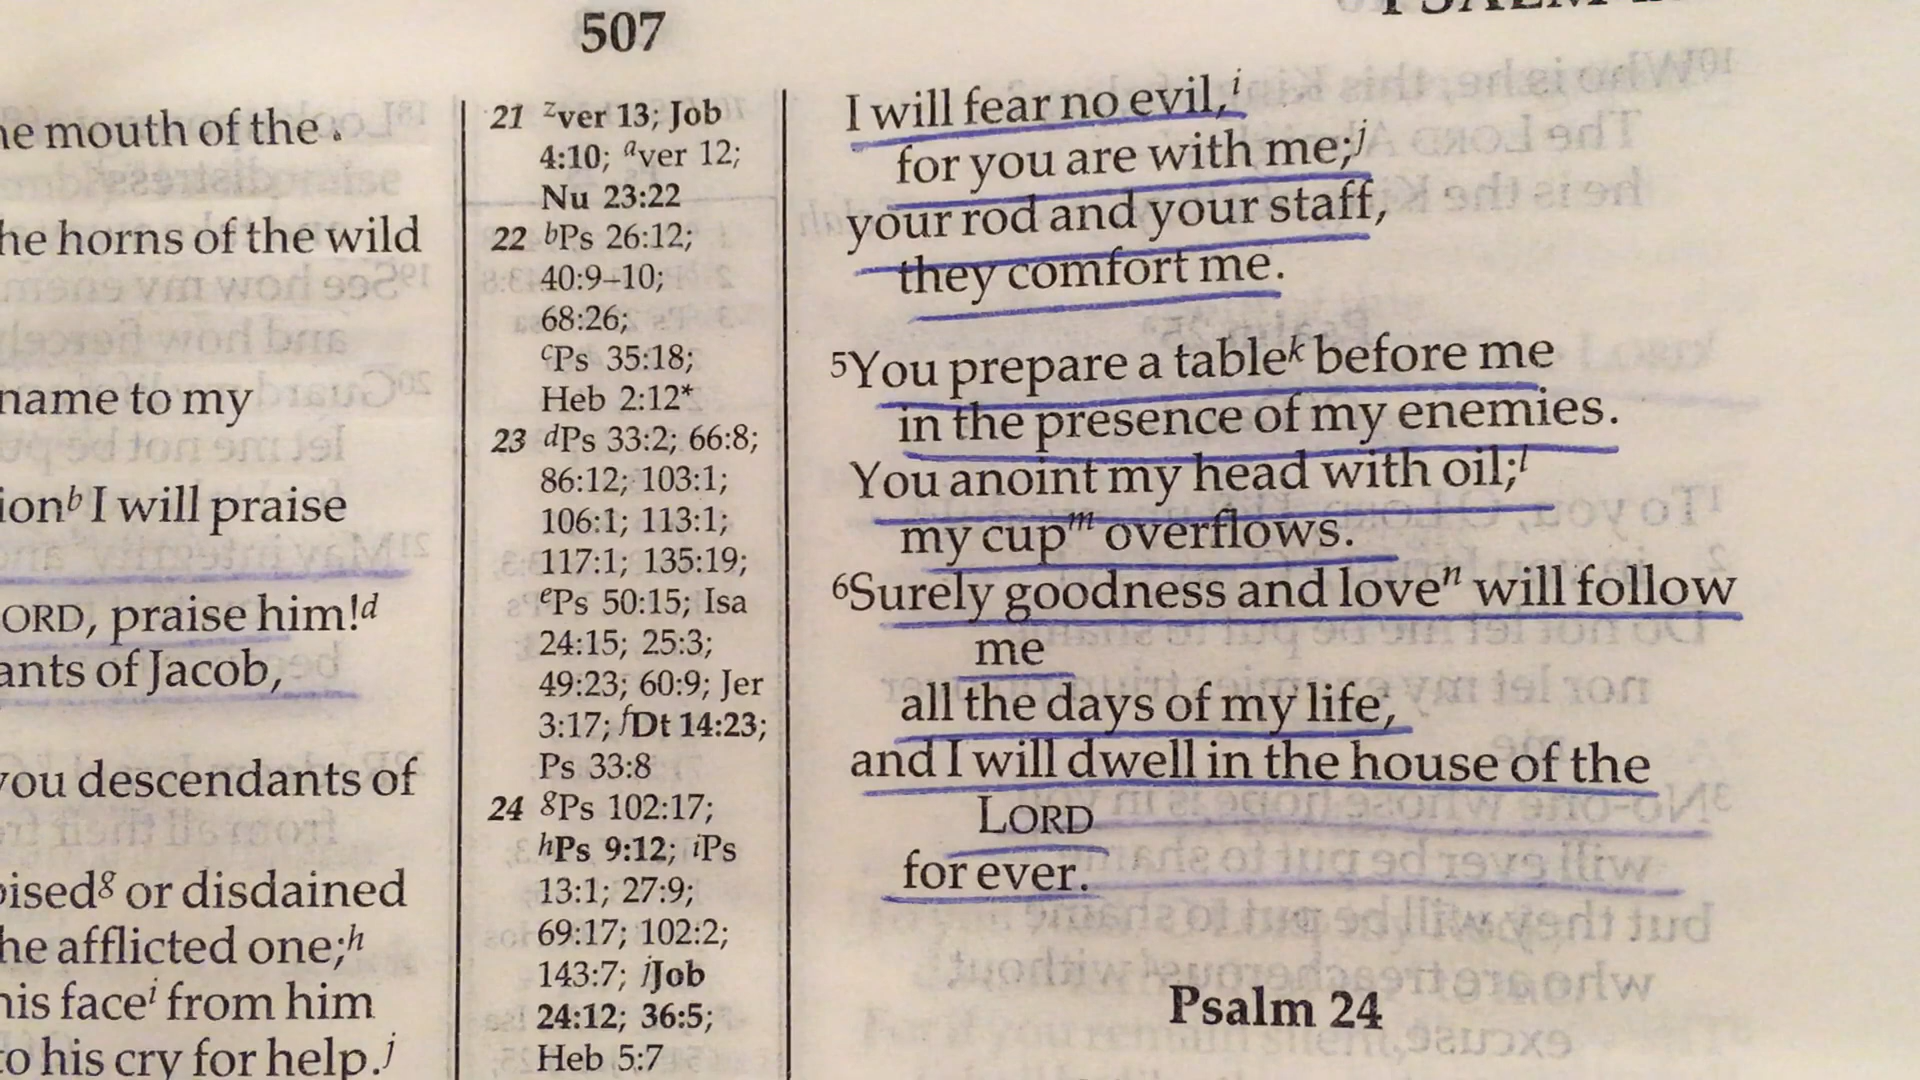 507
he mouth of the
he horns of the wild
name to my
ionᵇ I will praise
ORD, praise him!ᵈ
ants of Jacob,
you descendants of
oisedᵍ or disdained
he afflicted one;ʰ
his faceⁱ from him
to his cry for help.ʲ
21 ᶻver 13; Job
4:10; ᵃver 12;
Nu 23:22
22 ᵇPs 26:12;
40:9–10;
68:26;
ᶜPs 35:18;
Heb 2:12*
23 ᵈPs 33:2; 66:8;
86:12; 103:1;
106:1; 113:1;
117:1; 135:19;
ᵉPs 50:15; Isa
24:15; 25:3;
49:23; 60:9; Jer
3:17; ᶠDt 14:23;
Ps 33:8
24 ᵍPs 102:17;
ʰPs 9:12; ⁱPs
13:1; 27:9;
69:17; 102:2;
143:7; ʲJob
24:12; 36:5;
Heb 5:7
I will fear no evil,ⁱ
for you are with me;ʲ
your rod and your staff,
they comfort me.
⁵You prepare a tableᵏ before me
in the presence of my enemies.
You anoint my head with oil;ˡ
my cupᵐ overflows.
⁶Surely goodness and loveⁿ will follow
me
all the days of my life,
and I will dwell in the house of the
LORD
for ever.
Psalm 24